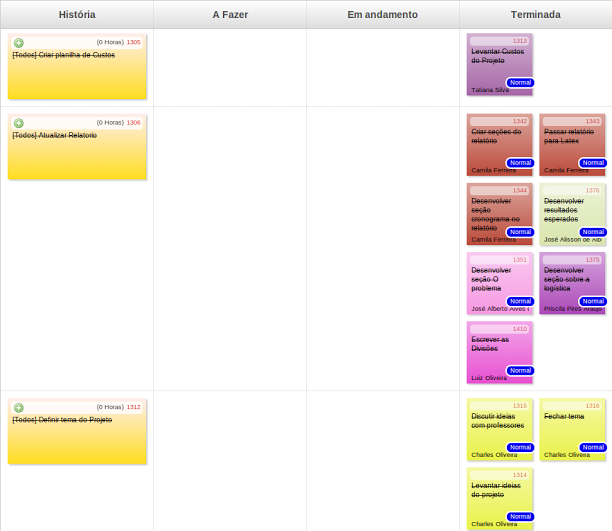 História
A Fazer
Em andamento
Terminada
(0 Horas) 1305
[Todos] Criar planilha de Custos
1313
Levantar Custos
do Projeto
Normal
Tatiana Silva
(0 Horas) 1306
[Todos] Atualizar Relatorio
1342
Criar seções do
relatório
Normal
Camila Ferreira
1343
Passar relatório
para Latex
Normal
Camila Ferreira
1344
Desenvolver
seção
cronograma no
relatório
Normal
Camila Ferreira
1376
Desenvolver
resultados
esperados
Normal
José Alisson de Alb
1351
Desenvolver
seção O
problema
Normal
José Alberto Alves
1375
Desenvolver
seção sobre a
logística
Normal
Priscila Pires Araujo
1410
Escrever as
Divisões
Normal
Luiz Oliveira
(0 Horas) 1312
[Todos] Definir tema do Projeto
1315
Discutir ideias
com professores
Normal
Charles Oliveira
1316
Fechar tema
Normal
Charles Oliveira
1314
Levantar ideias
do projeto
Normal
Charles Oliveira